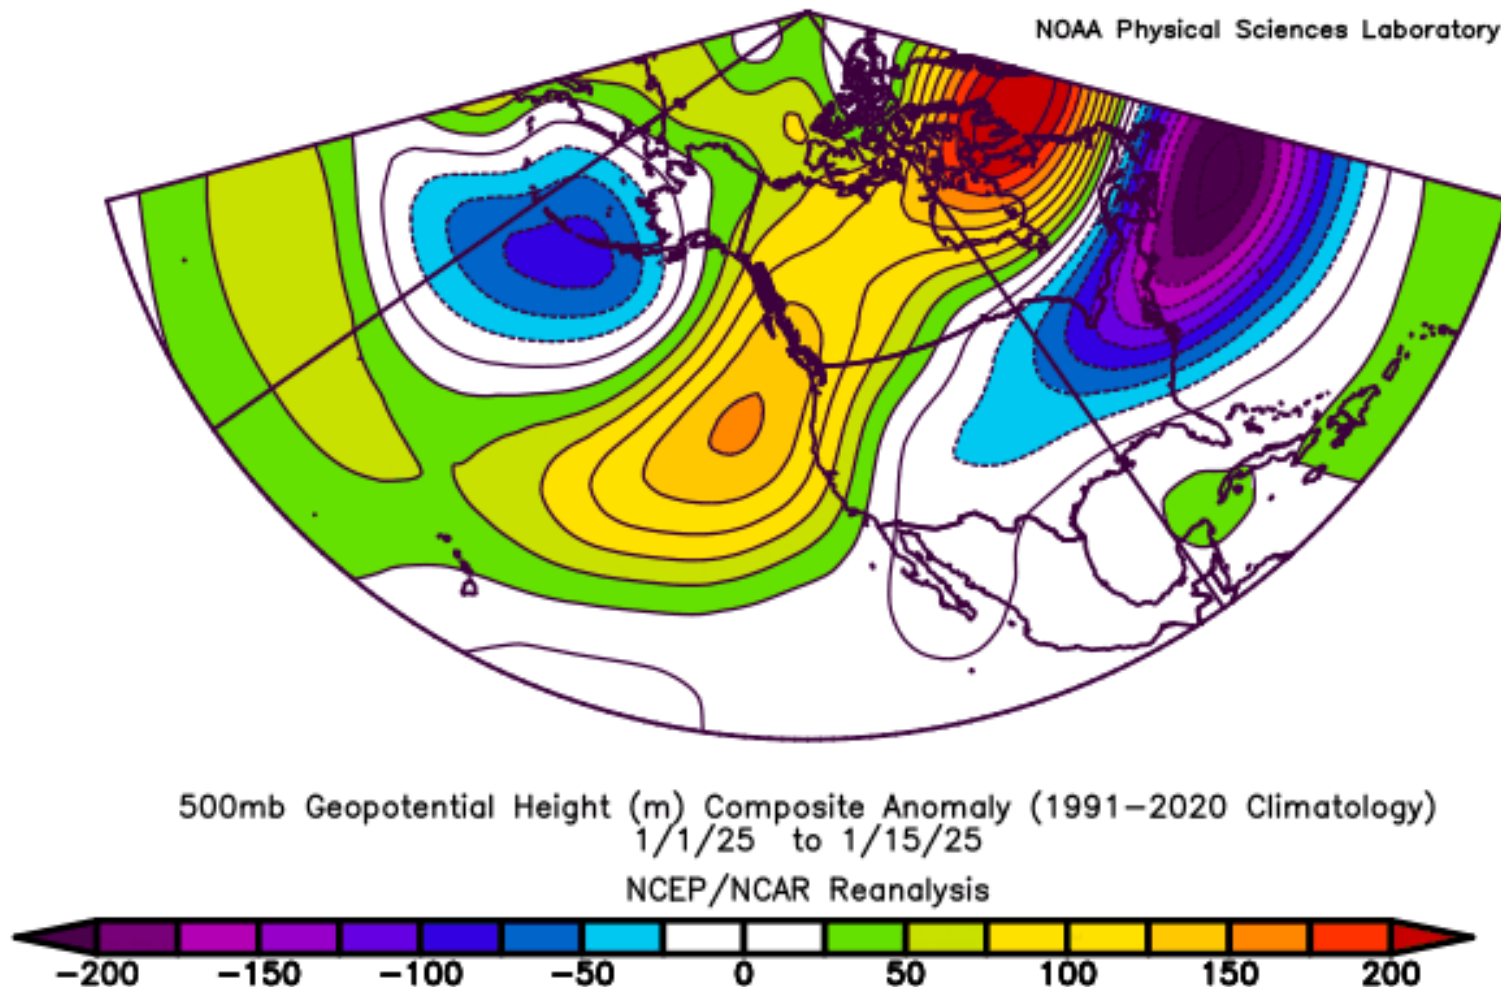 NOAA Physical Sciences Laboratory
500mb Geopotential Height (m) Composite Anomaly (1991−2020 Climatology)
1/1/25 to 1/15/25
NCEP/NCAR Reanalysis
−200 −150 −100 −50 0 50 100 150 200